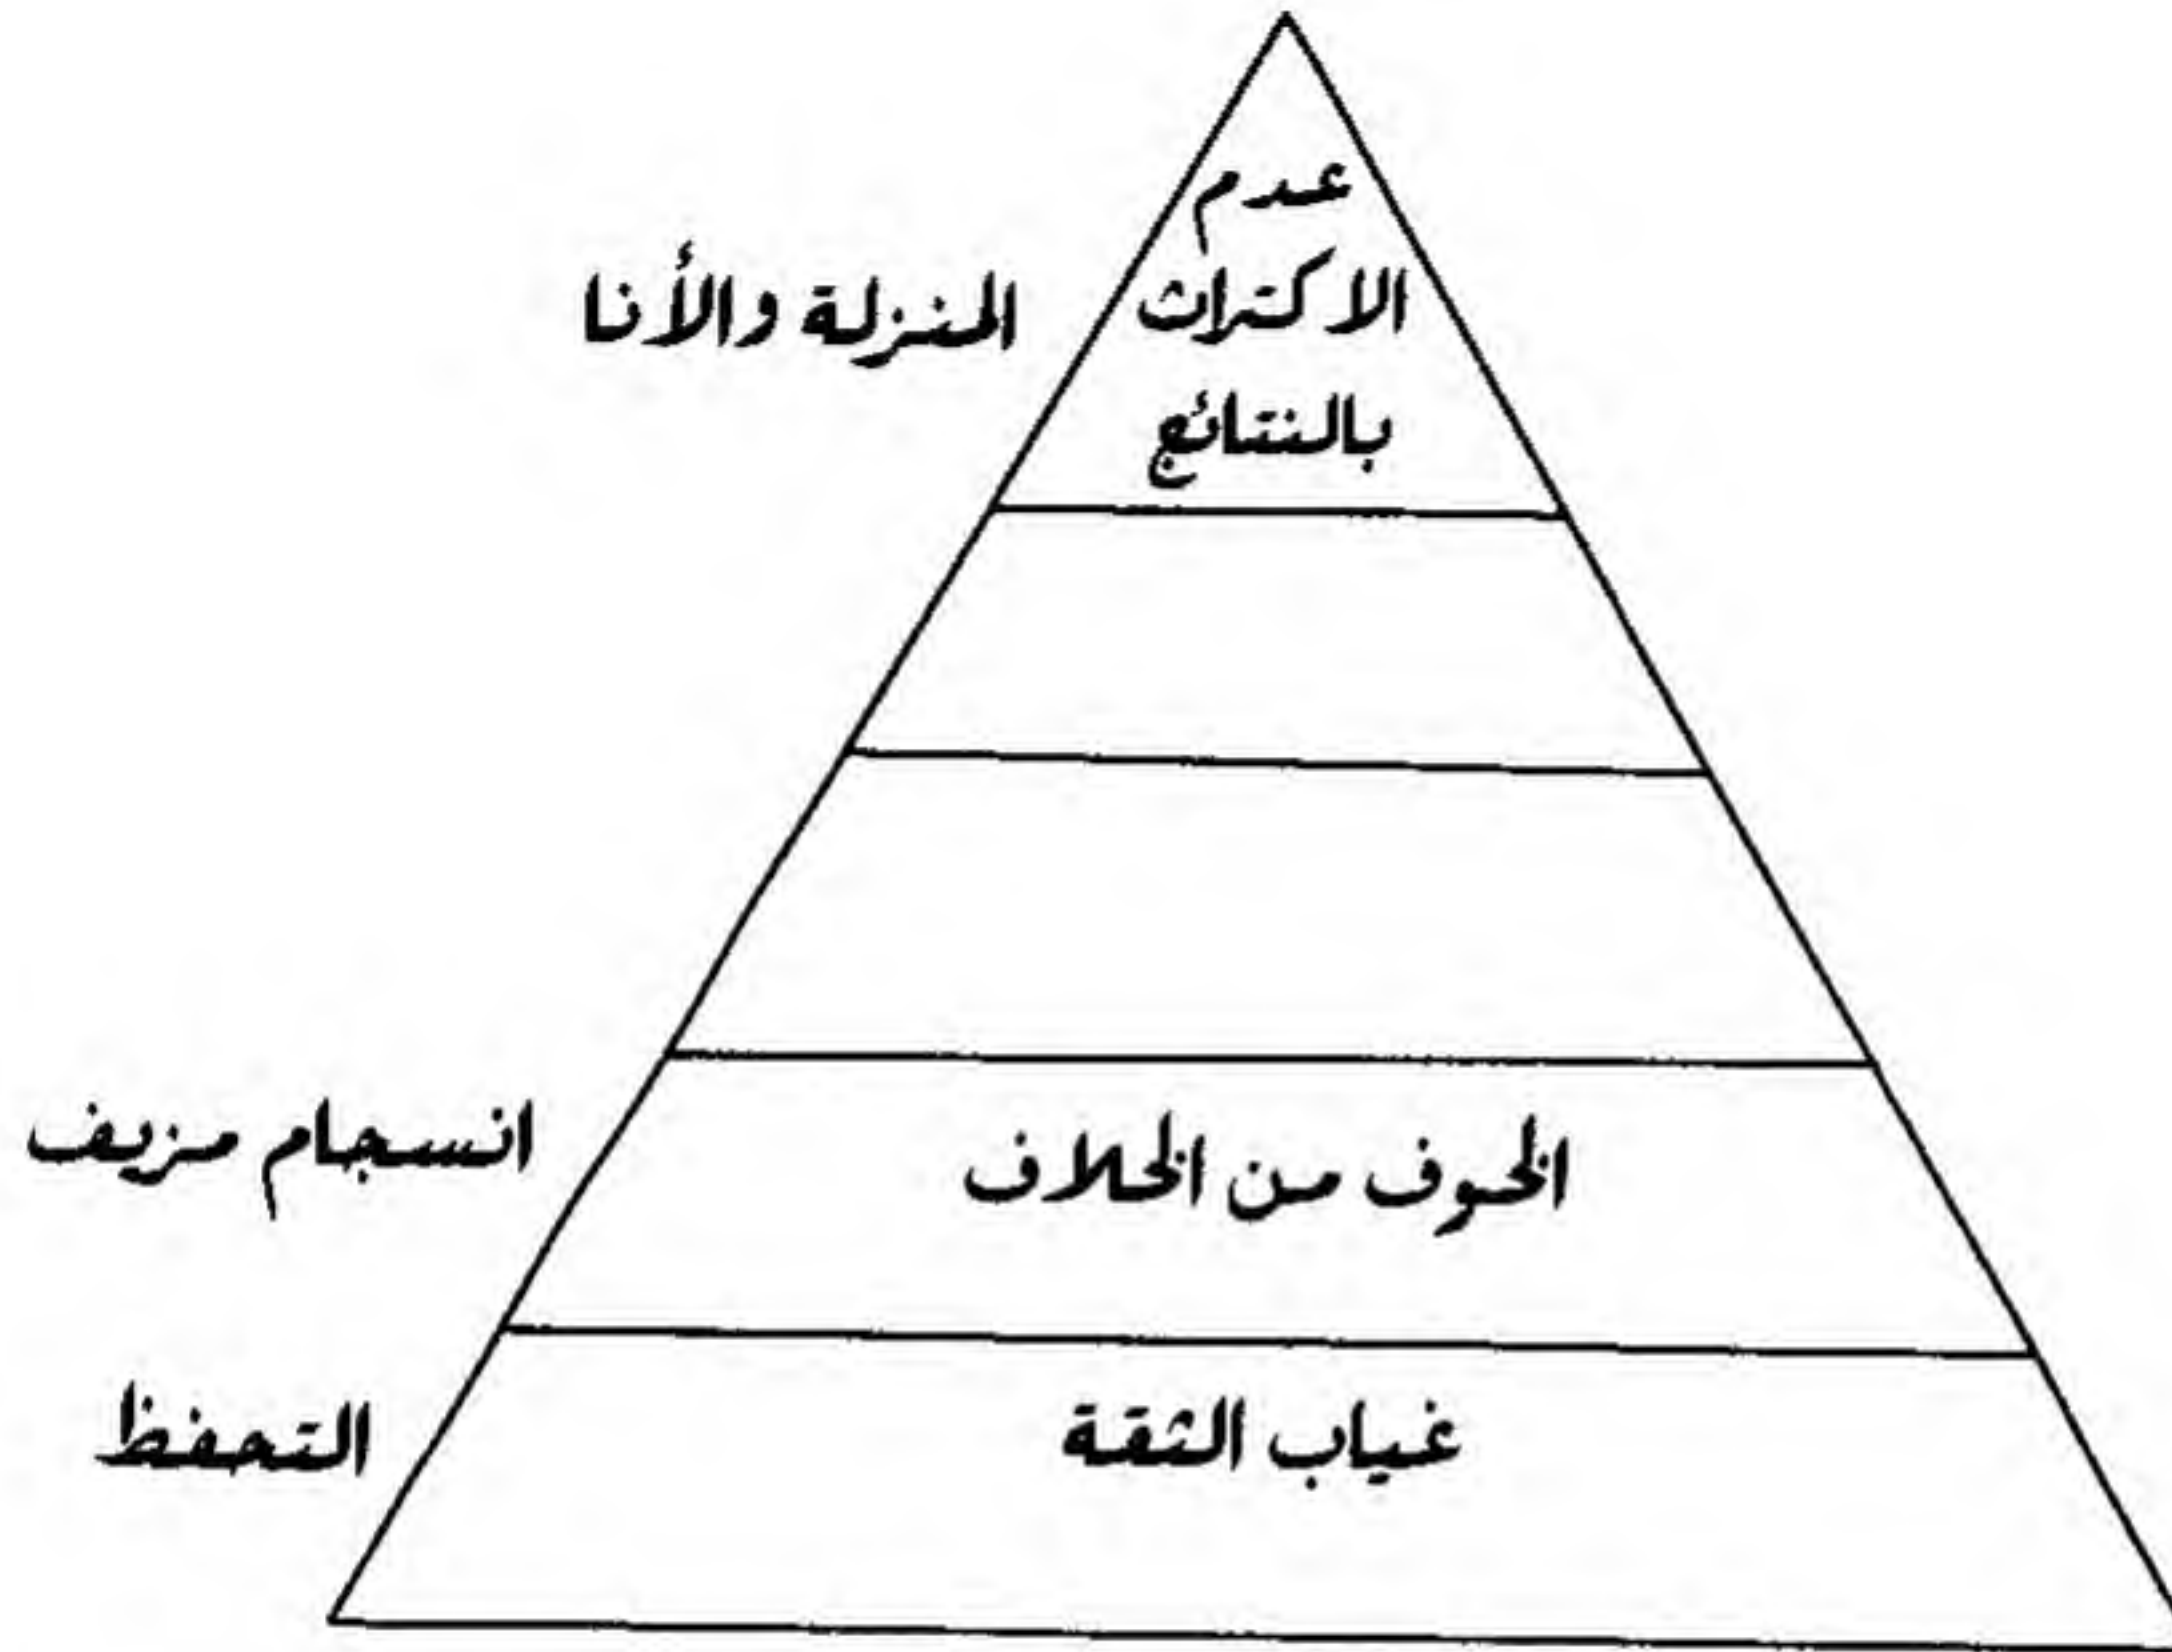 عدم
الاكتراث
بالنتائج
المنزلة والأنا
الخوف من الخلاف
انسجام مزيف
غياب الثقة
التحفظ